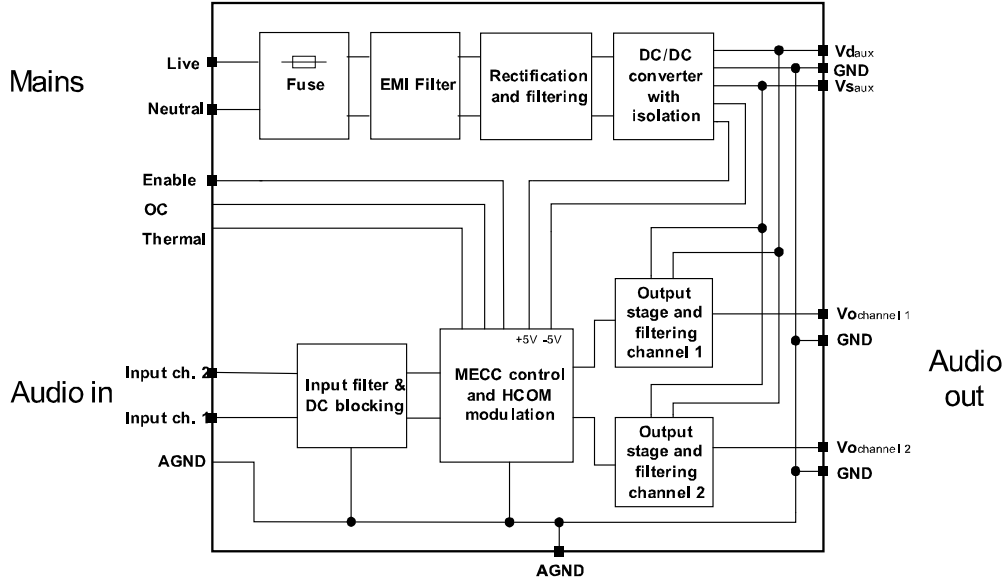 Mains
Live
Neutral
Fuse
EMI Filter
Rectification
and filtering
DC/DC
converter
with
isolation
Vdaux
GND
Vsaux
Enable
OC
Thermal
+5V -5V
MECC control
and HCOM
modulation
Output
stage and
filtering
channel 1
Vochannel 1
GND
Audio in
Input ch. 2
Input ch. 1
AGND
Input filter &
DC blocking
Output
stage and
filtering
channel 2
Vochannel 2
GND
Audio
out
AGND